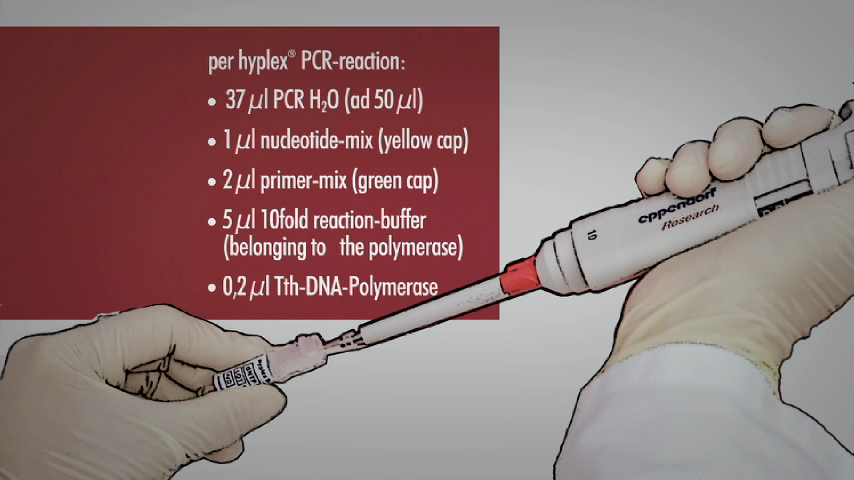 per hyplex® PCR-reaction:
• 37 µl PCR H₂O (ad 50 µl)
• 1 µl nucleotide-mix (yellow cap)
• 2 µl primer-mix (green cap)
• 5 µl 10fold reaction-buffer
(belonging to the polymerase)
• 0,2 µl Tth-DNA-Polymerase
eppendorf
Research
10